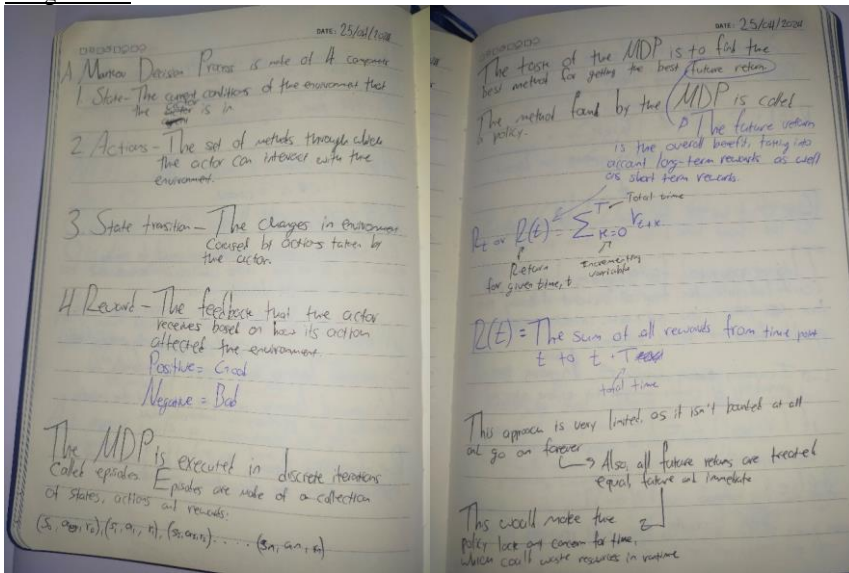 DATE: 25/04/2024
A Markov Decision Process is made of 4 components
1 State - The current conditions of the environment that
the actor is in
2 Actions - The set of methods through which
the actor can interact with the
environment.
3. State transition - The changes in environment
caused by actions taken by
the actor.
4 Reward - The feedback that the actor
receives based on how its action
affected the environment
Positive = Good
Negative = Bad
The MDP is executed in discrete iterations
called episodes Episodes are made of a collection
of states, actions and rewards:
DATE: 25/04/2024
The task of the MDP is to find the
best method for getting the best future return
The method found by the MDP is called
a policy.
The future return
is the overall benefit, taking into
account long-term rewards as well
as short term rewards.
Total time
Rt or R(t) = Σ T K=0 rt+k
Return
for given time, t
Incrementing
variable
R(t) = The sum of all rewards from time point
t to t + T
total time
This approach is very limited, as it isn't bounded at all
and go on forever
Also, all future returns are treated
equal, future and immediate
This would make the
policy lack any concern for time,
which could waste resources in runtime